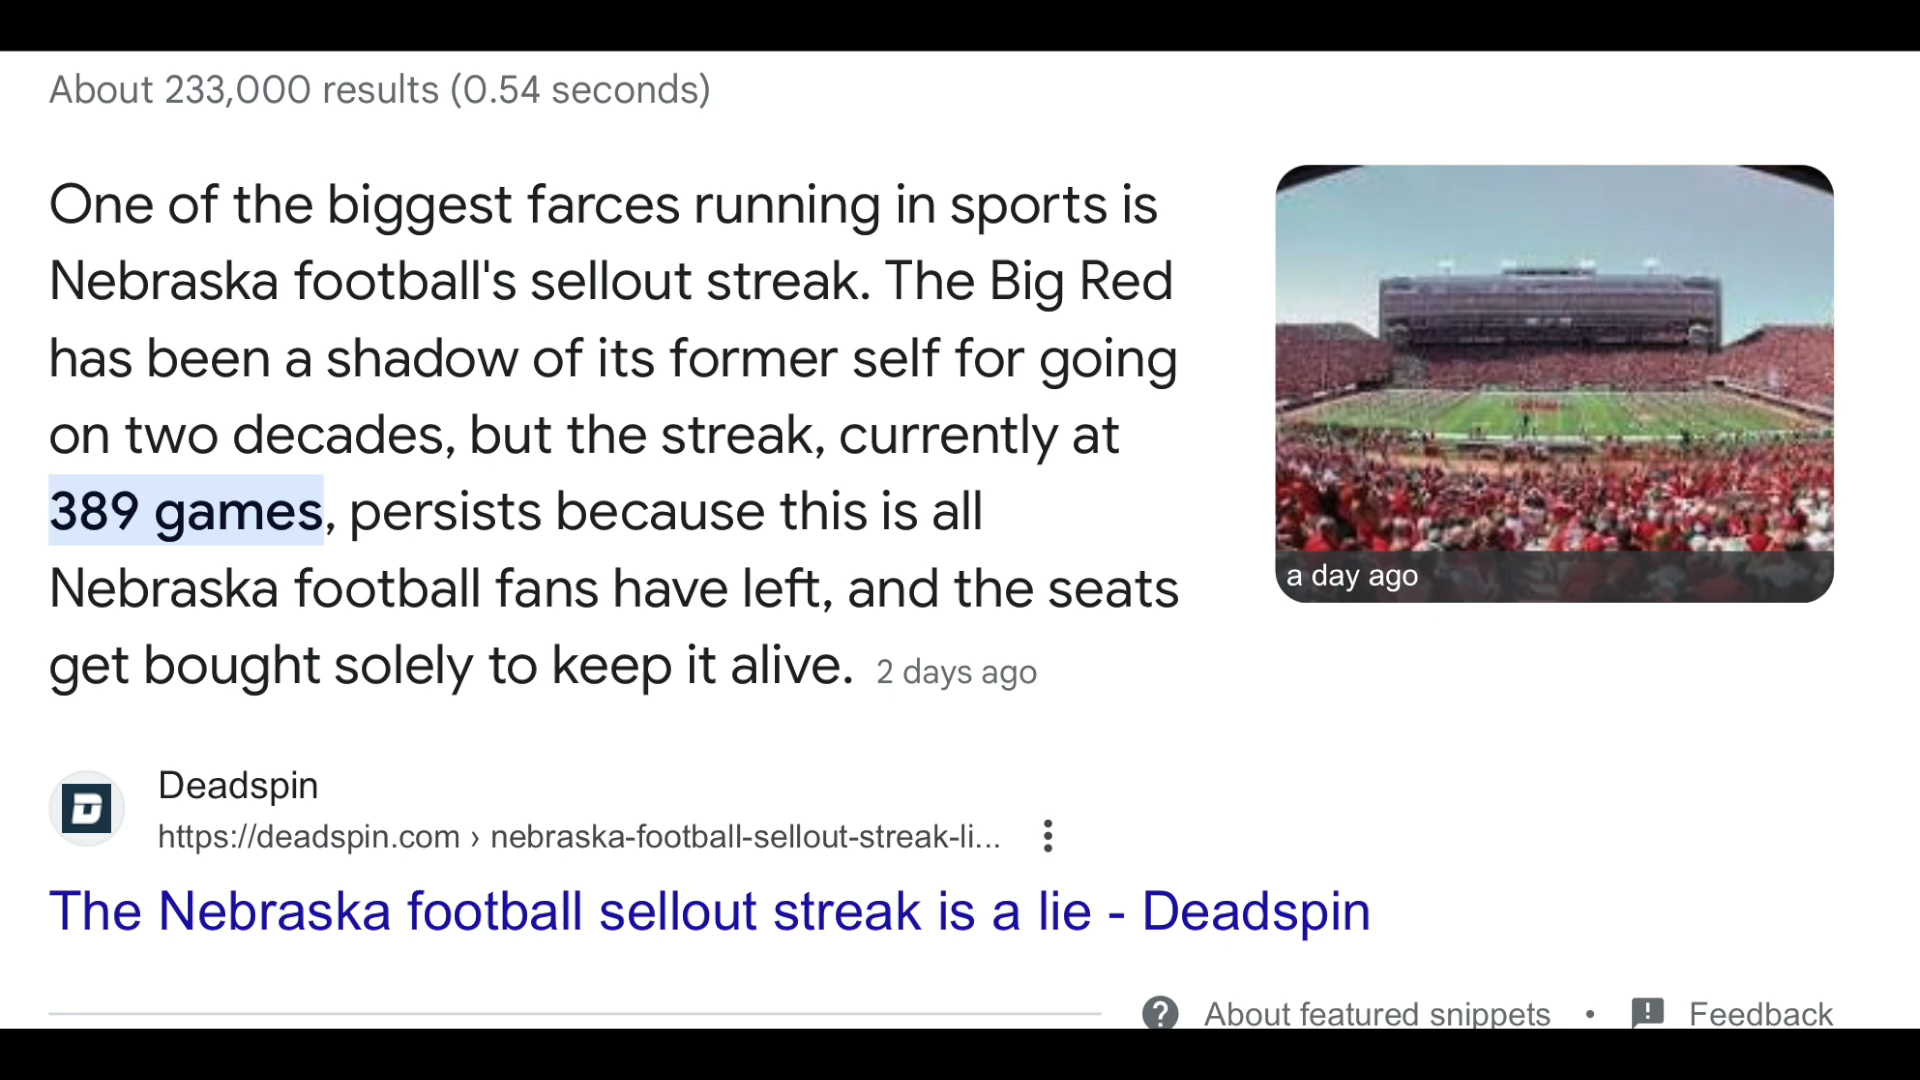 About 233,000 results (0.54 seconds)
One of the biggest farces running in sports is
Nebraska football's sellout streak. The Big Red
has been a shadow of its former self for going
on two decades, but the streak, currently at
389 games, persists because this is all
Nebraska football fans have left, and the seats
get bought solely to keep it alive. 2 days ago
a day ago
Deadspin
https://deadspin.com › nebraska-football-sellout-streak-li...
The Nebraska football sellout streak is a lie - Deadspin
About featured snippets • Feedback